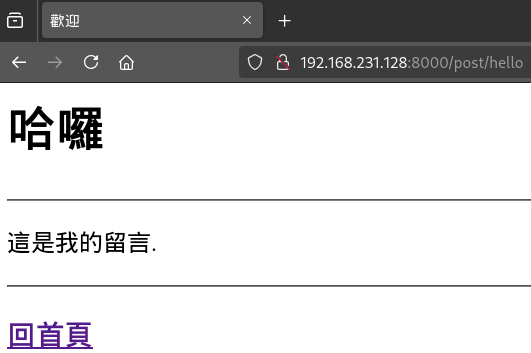 歡迎
192.168.231.128:8000/post/hello
哈囉
這是我的留言.
回首頁